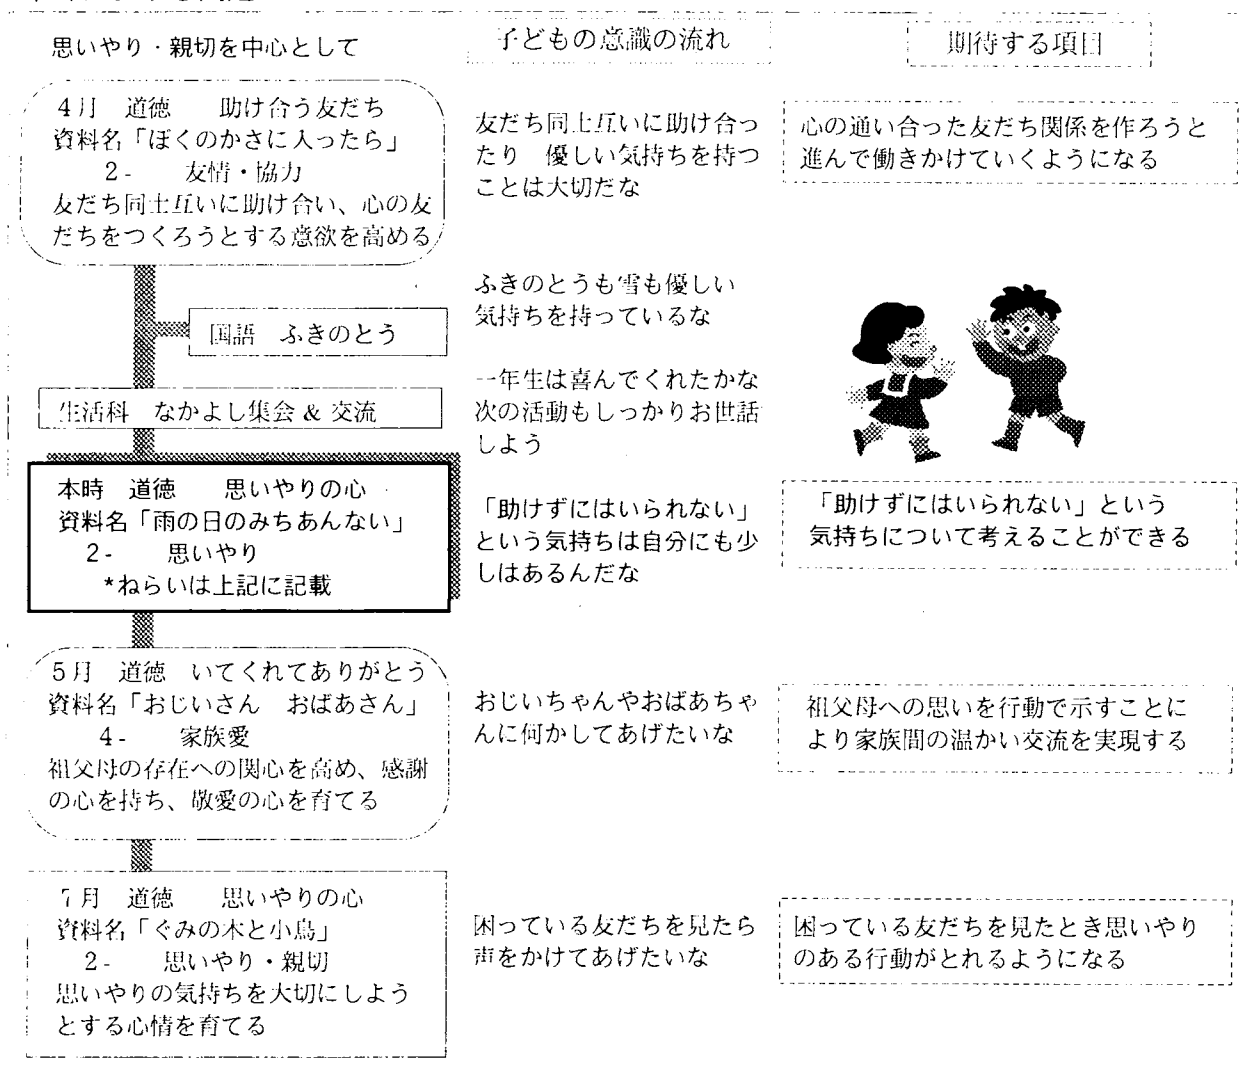 思いやり・親切を中心として
子どもの意識の流れ
期待する項目
4月　道徳　　助け合う友だち
資料名「ぼくのかさに入ったら」
2-　　友情・協力
友だち同士互いに助け合い、心の友
だちをつくろうとする意欲を高める
友だち同士互いに助け合っ
たり　優しい気持ちを持つ
ことは大切だな
心の通い合った友だち関係を作ろうと
進んで働きかけていくようになる
国語　ふきのとう
ふきのとうも雪も優しい
気持ちを持っているな
生活科　なかよし集会 & 交流
一年生は喜んでくれたかな
次の活動もしっかりお世話
しよう
本時　道徳　　思いやりの心
資料名「雨の日のみちあんない」
2-　　思いやり
*ねらいは上記に記載
「助けずにはいられない」
という気持ちは自分にも少
しはあるんだな
「助けずにはいられない」という
気持ちについて考えることができる
5月　道徳　いてくれてありがとう
資料名「おじいさん　おばあさん」
4-　　家族愛
祖父母の存在への関心を高め、感謝
の心を持ち、敬愛の心を育てる
おじいちゃんやおばあちゃ
んに何かしてあげたいな
祖父母への思いを行動で示すことに
より家族間の温かい交流を実現する
7月　道徳　　思いやりの心
資料名「ぐみの木と小鳥」
2-　　思いやり・親切
思いやりの気持ちを大切にしよう
とする心情を育てる
困っている友だちを見たら
声をかけてあげたいな
困っている友だちを見たとき思いやり
のある行動がとれるようになる